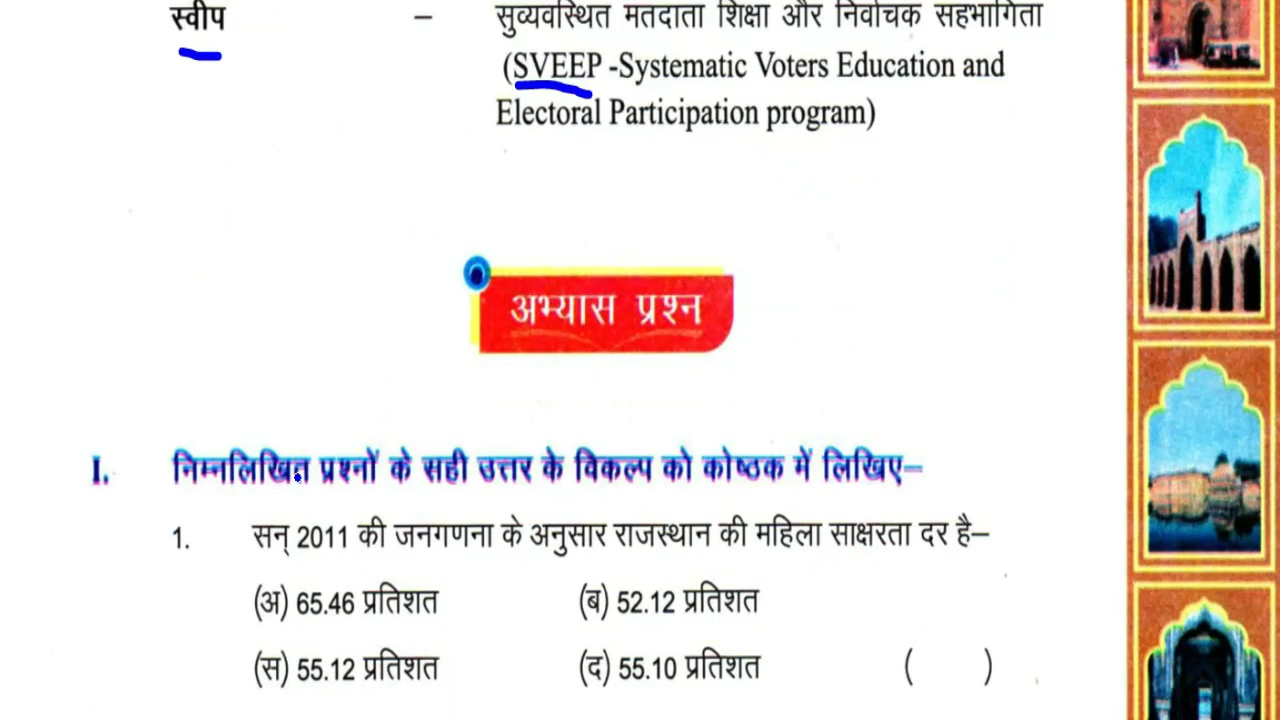 स्वीप – सुव्यवस्थित मतदाता शिक्षा और निर्वाचक सहभागिता
(SVEEP -Systematic Voters Education and
Electoral Participation program)
अभ्यास प्रश्न
I. निम्नलिखित प्रश्नों के सही उत्तर के विकल्प को कोष्ठक में लिखिए–
1. सन् 2011 की जनगणना के अनुसार राजस्थान की महिला साक्षरता दर है–
(अ) 65.46 प्रतिशत (ब) 52.12 प्रतिशत
(स) 55.12 प्रतिशत (द) 55.10 प्रतिशत ( )